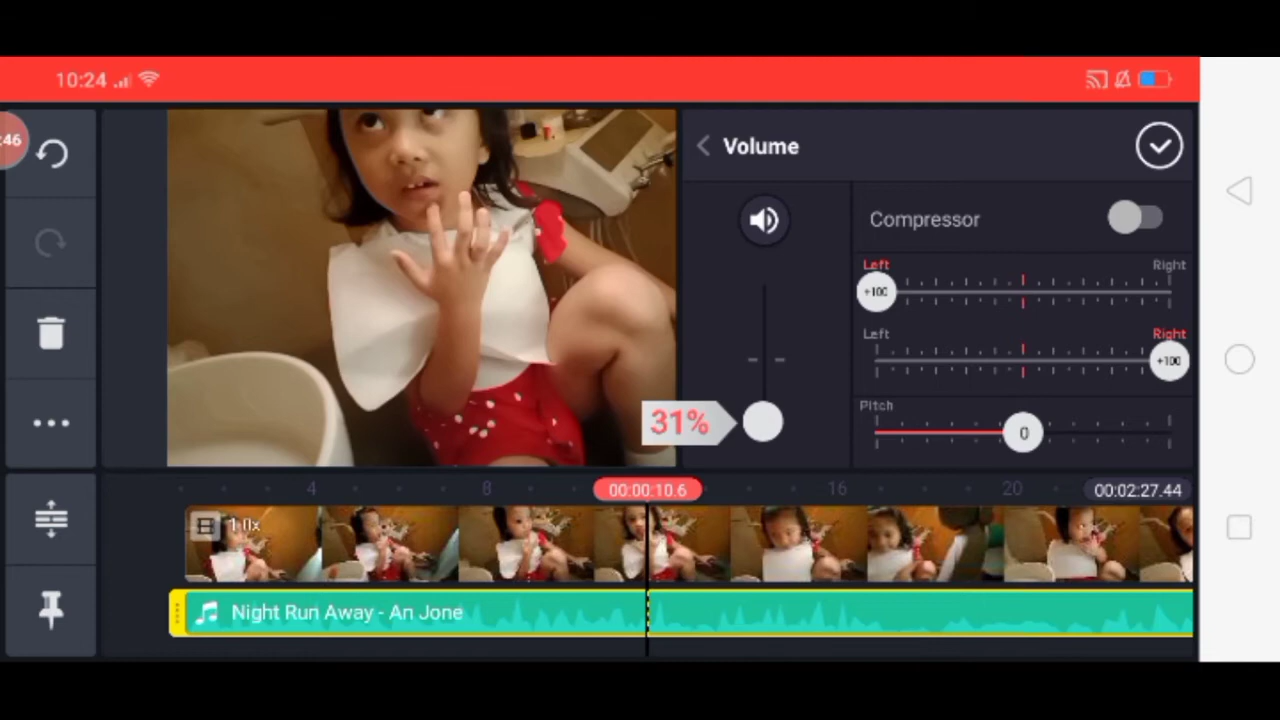 10:24
:46
Volume
Compressor
Left Right
+100
Left Right
+100
Pitch
0
31%
4 8 00:00:10.6 16 20 00:02:27.44
1.0x
Night Run Away - An Jone